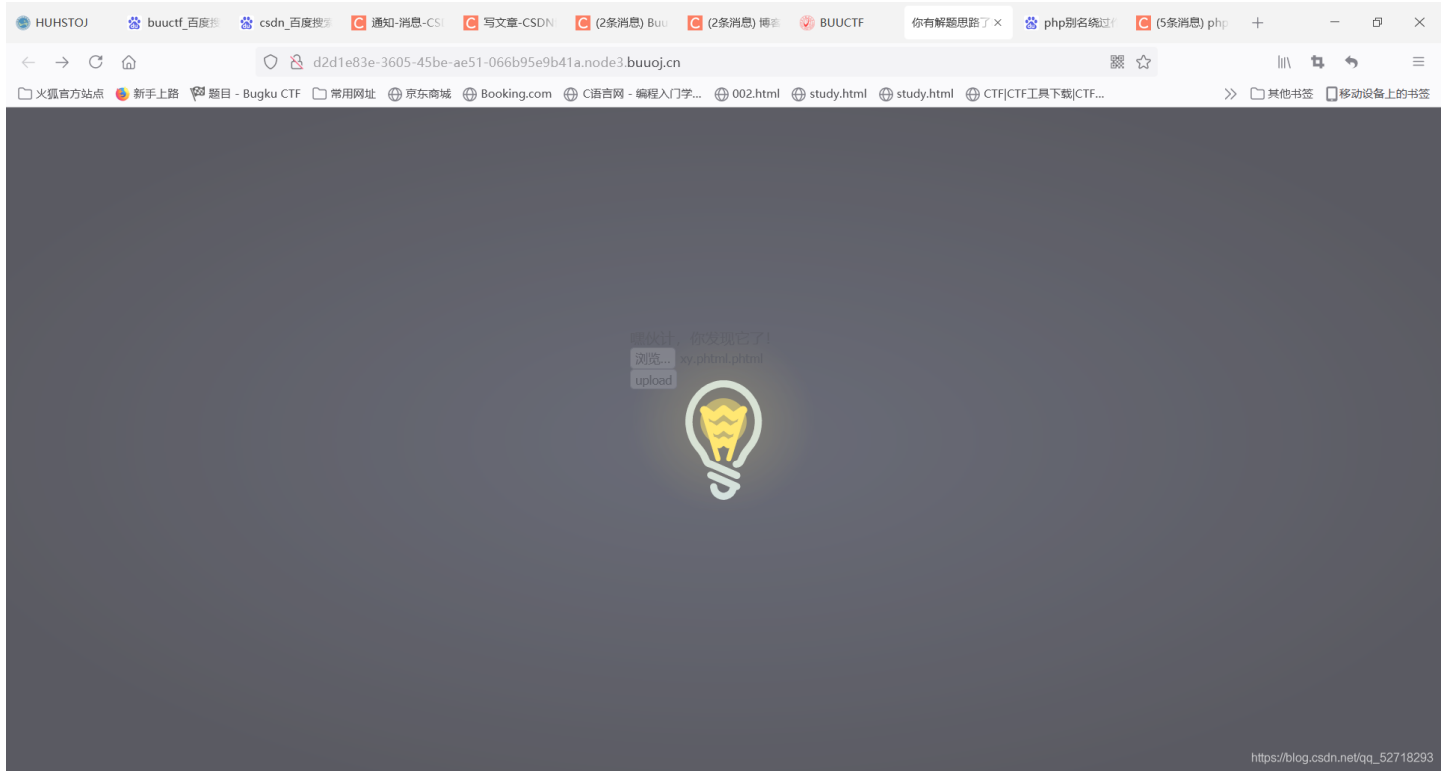 HUHSTOJ buuctf_百度搜 csdn_百度搜索 通知-消息-CS 写文章-CSDN (2条消息) Buu (2条消息) 博客 BUUCTF 你有解题思路了 php别名绕过 (5条消息) php
d2d1e83e-3605-45be-ae51-066b95e9b41a.node3.buuoj.cn
火狐官方站点 新手上路 题目 - Bugku CTF 常用网址 京东商城 Booking.com C语言网 - 编程入门学... 002.html study.html study.html CTF|CTF工具下载|CTF... 其他书签 移动设备上的书签
嘿伙计，你发现它了！
浏览... xy.phtml.phtml
upload
https://blog.csdn.net/qq_52718293